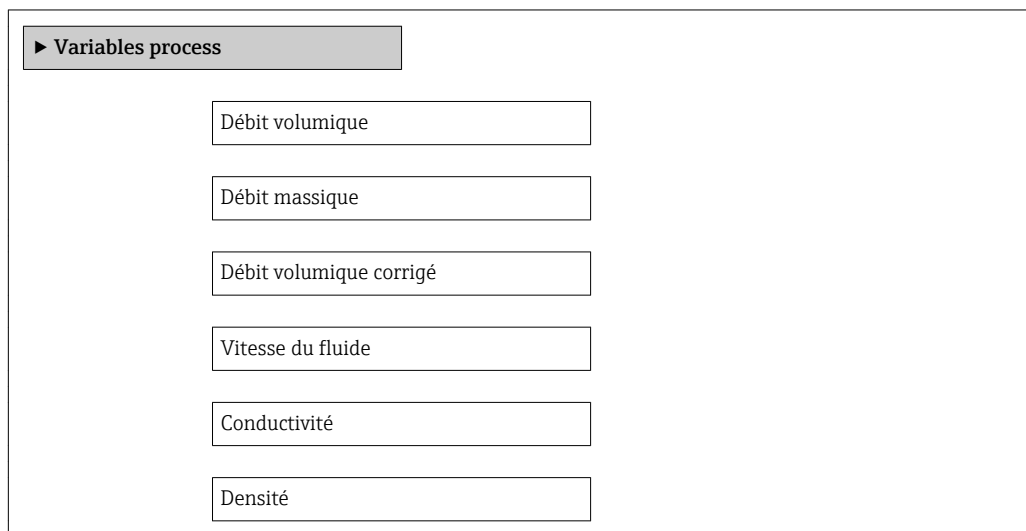 ▶ Variables process
Débit volumique
Débit massique
Débit volumique corrigé
Vitesse du fluide
Conductivité
Densité